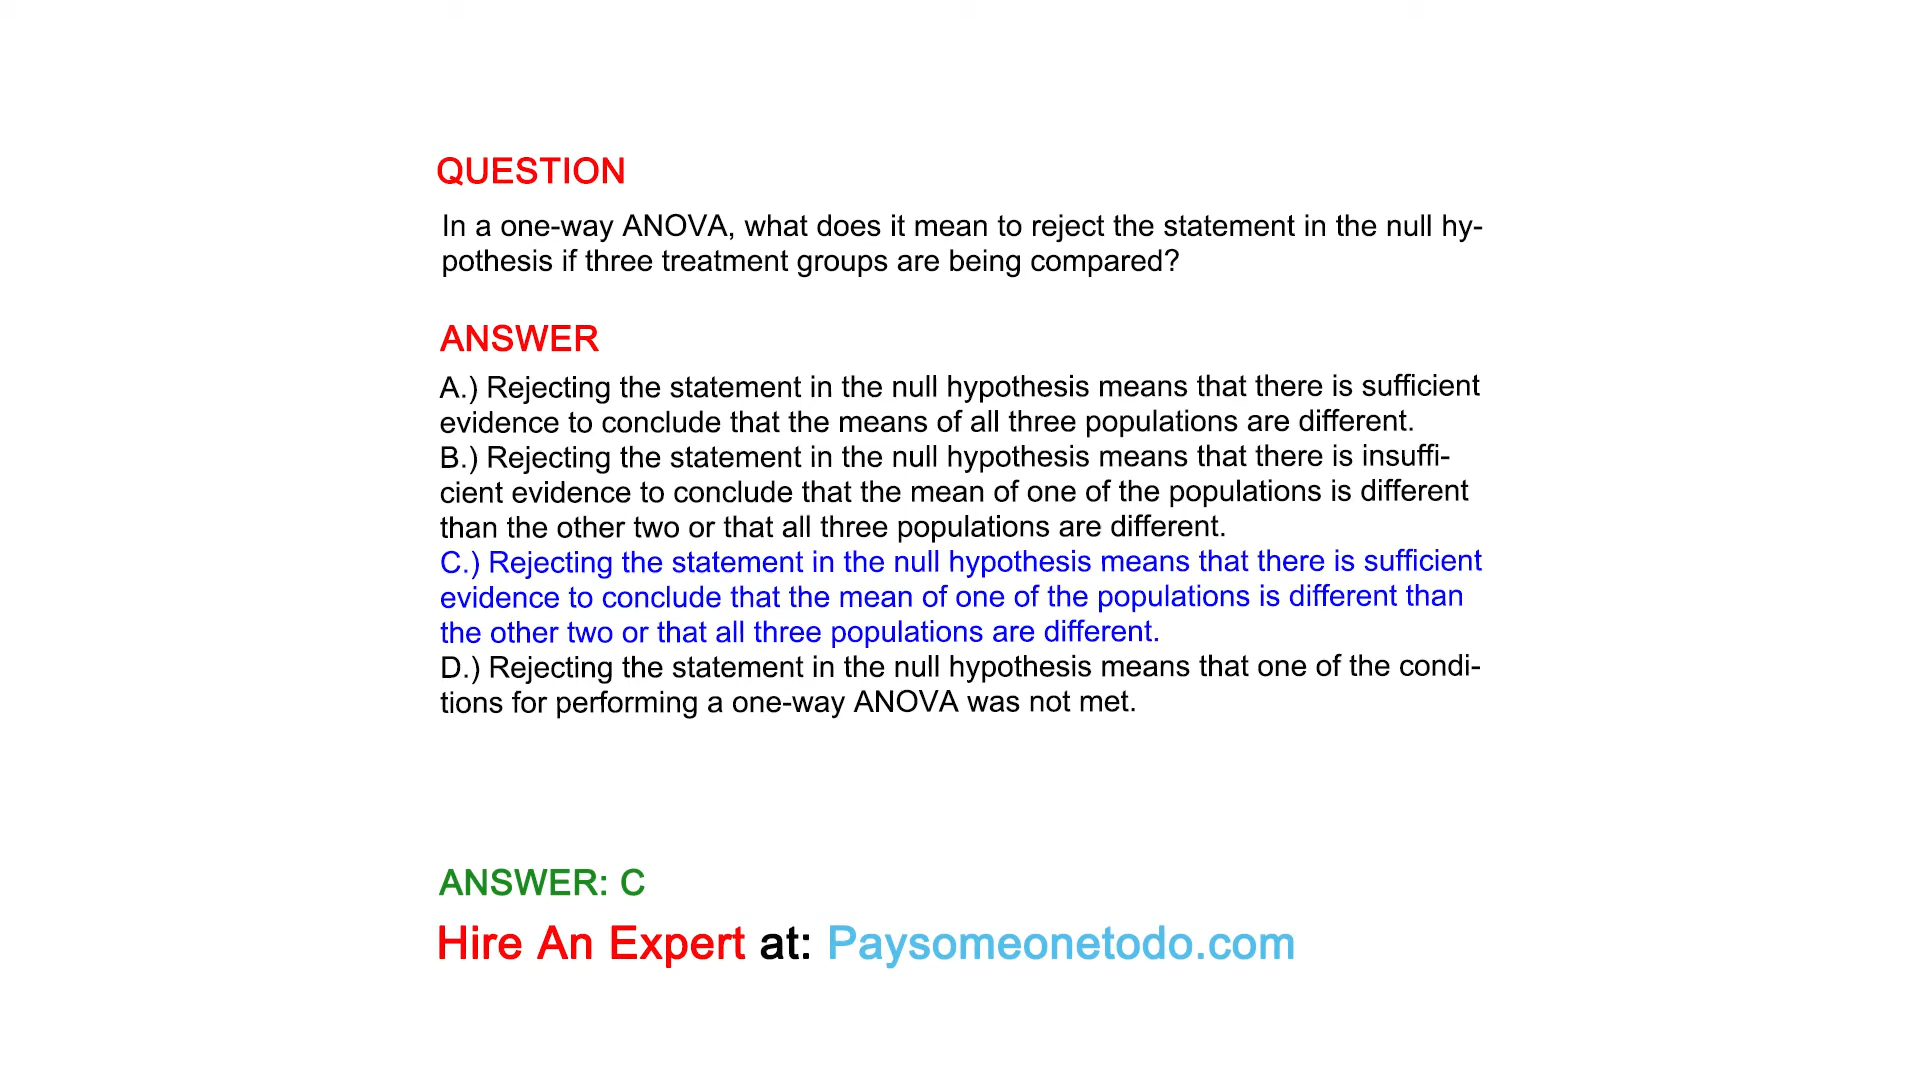 QUESTION
In a one-way ANOVA, what does it mean to reject the statement in the null hy-
pothesis if three treatment groups are being compared?
ANSWER
A.) Rejecting the statement in the null hypothesis means that there is sufficient
evidence to conclude that the means of all three populations are different.
B.) Rejecting the statement in the null hypothesis means that there is insuffi-
cient evidence to conclude that the mean of one of the populations is different
than the other two or that all three populations are different.
C.) Rejecting the statement in the null hypothesis means that there is sufficient
evidence to conclude that the mean of one of the populations is different than
the other two or that all three populations are different.
D.) Rejecting the statement in the null hypothesis means that one of the condi-
tions for performing a one-way ANOVA was not met.
ANSWER: C
Hire An Expert at: Paysomeonetodo.com